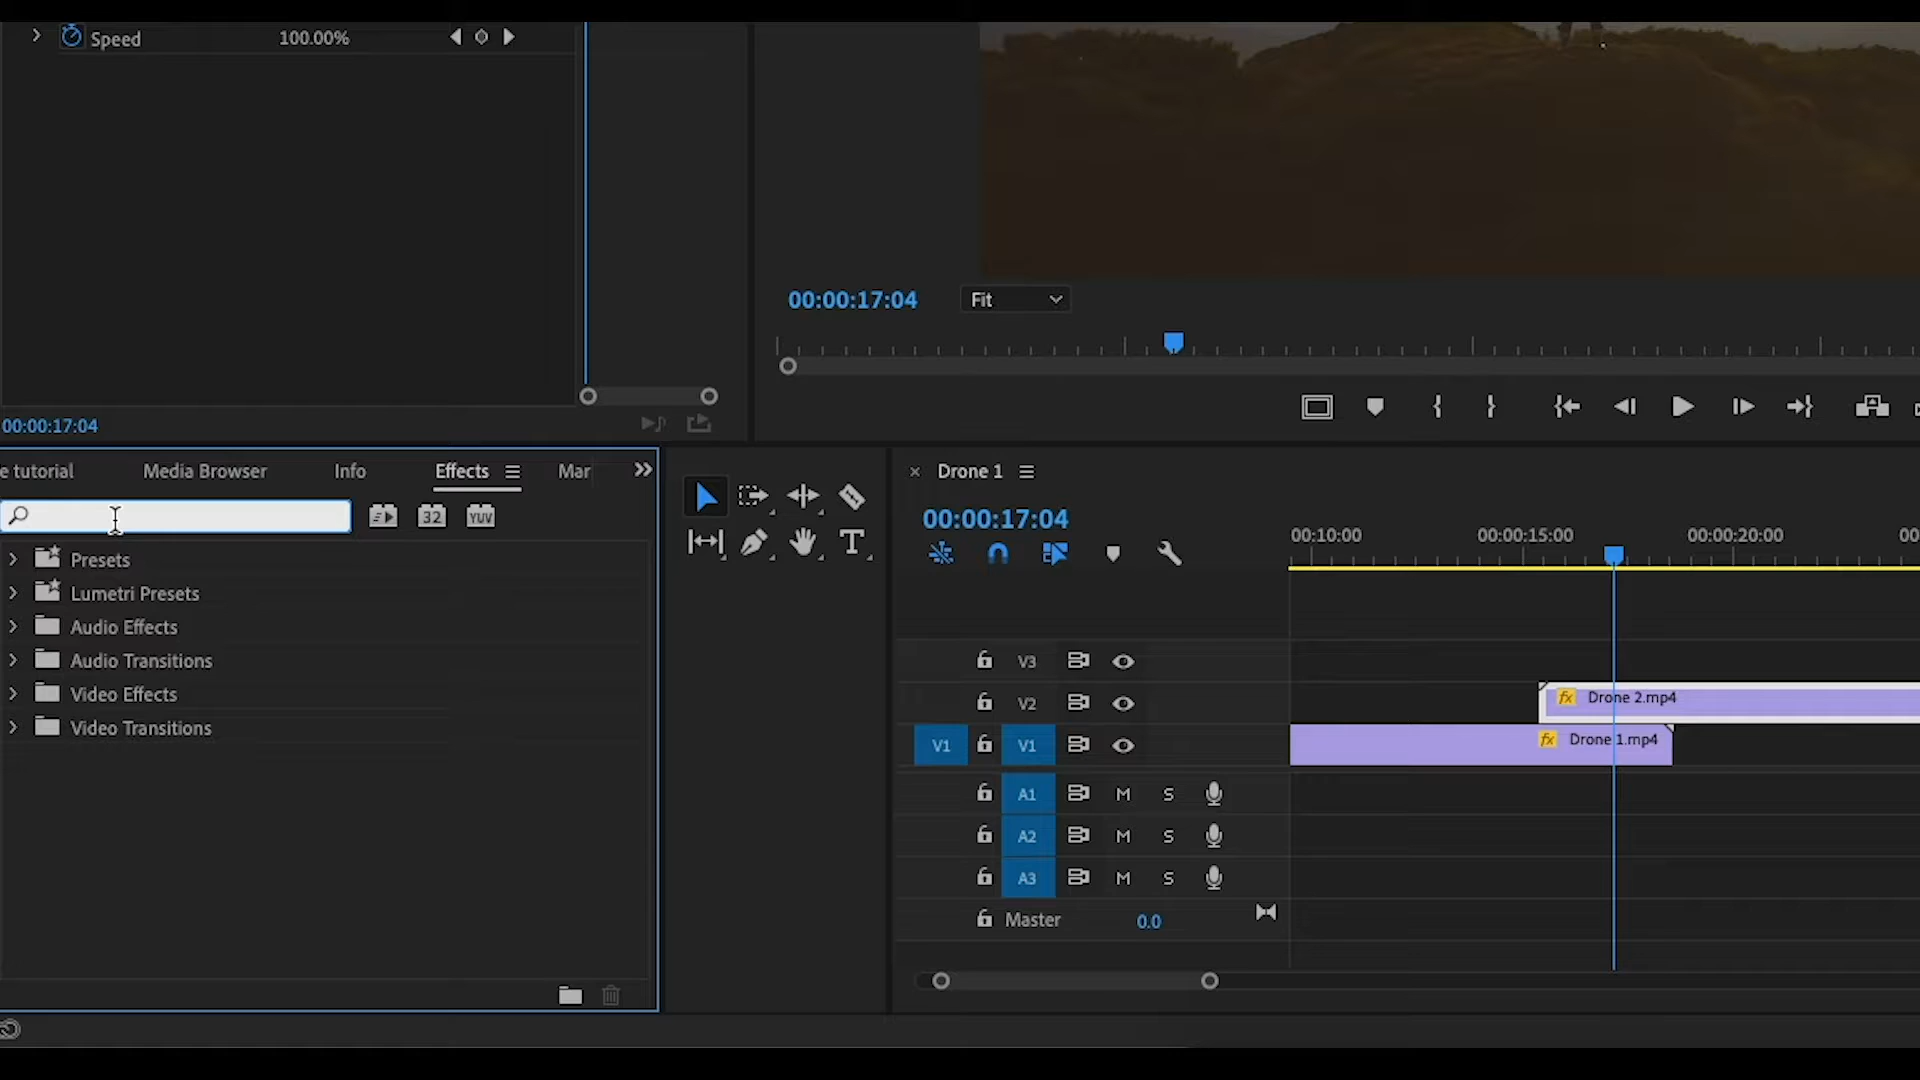 Speed 100.00%
00:00:17:04 Fit
00:00:17:04
e tutorial Media Browser Info Effects Mar
32 YUV
Presets
Lumetri Presets
Audio Effects
Audio Transitions
Video Effects
Video Transitions
T
Drone 1
00:00:17:04
00:10:00 00:00:15:00 00:00:20:00 00
V3
V2 fx Drone 2.mp4
V1 V1 fx Drone 1.mp4
A1 M S
A2 M S
A3 M S
Master 0.0